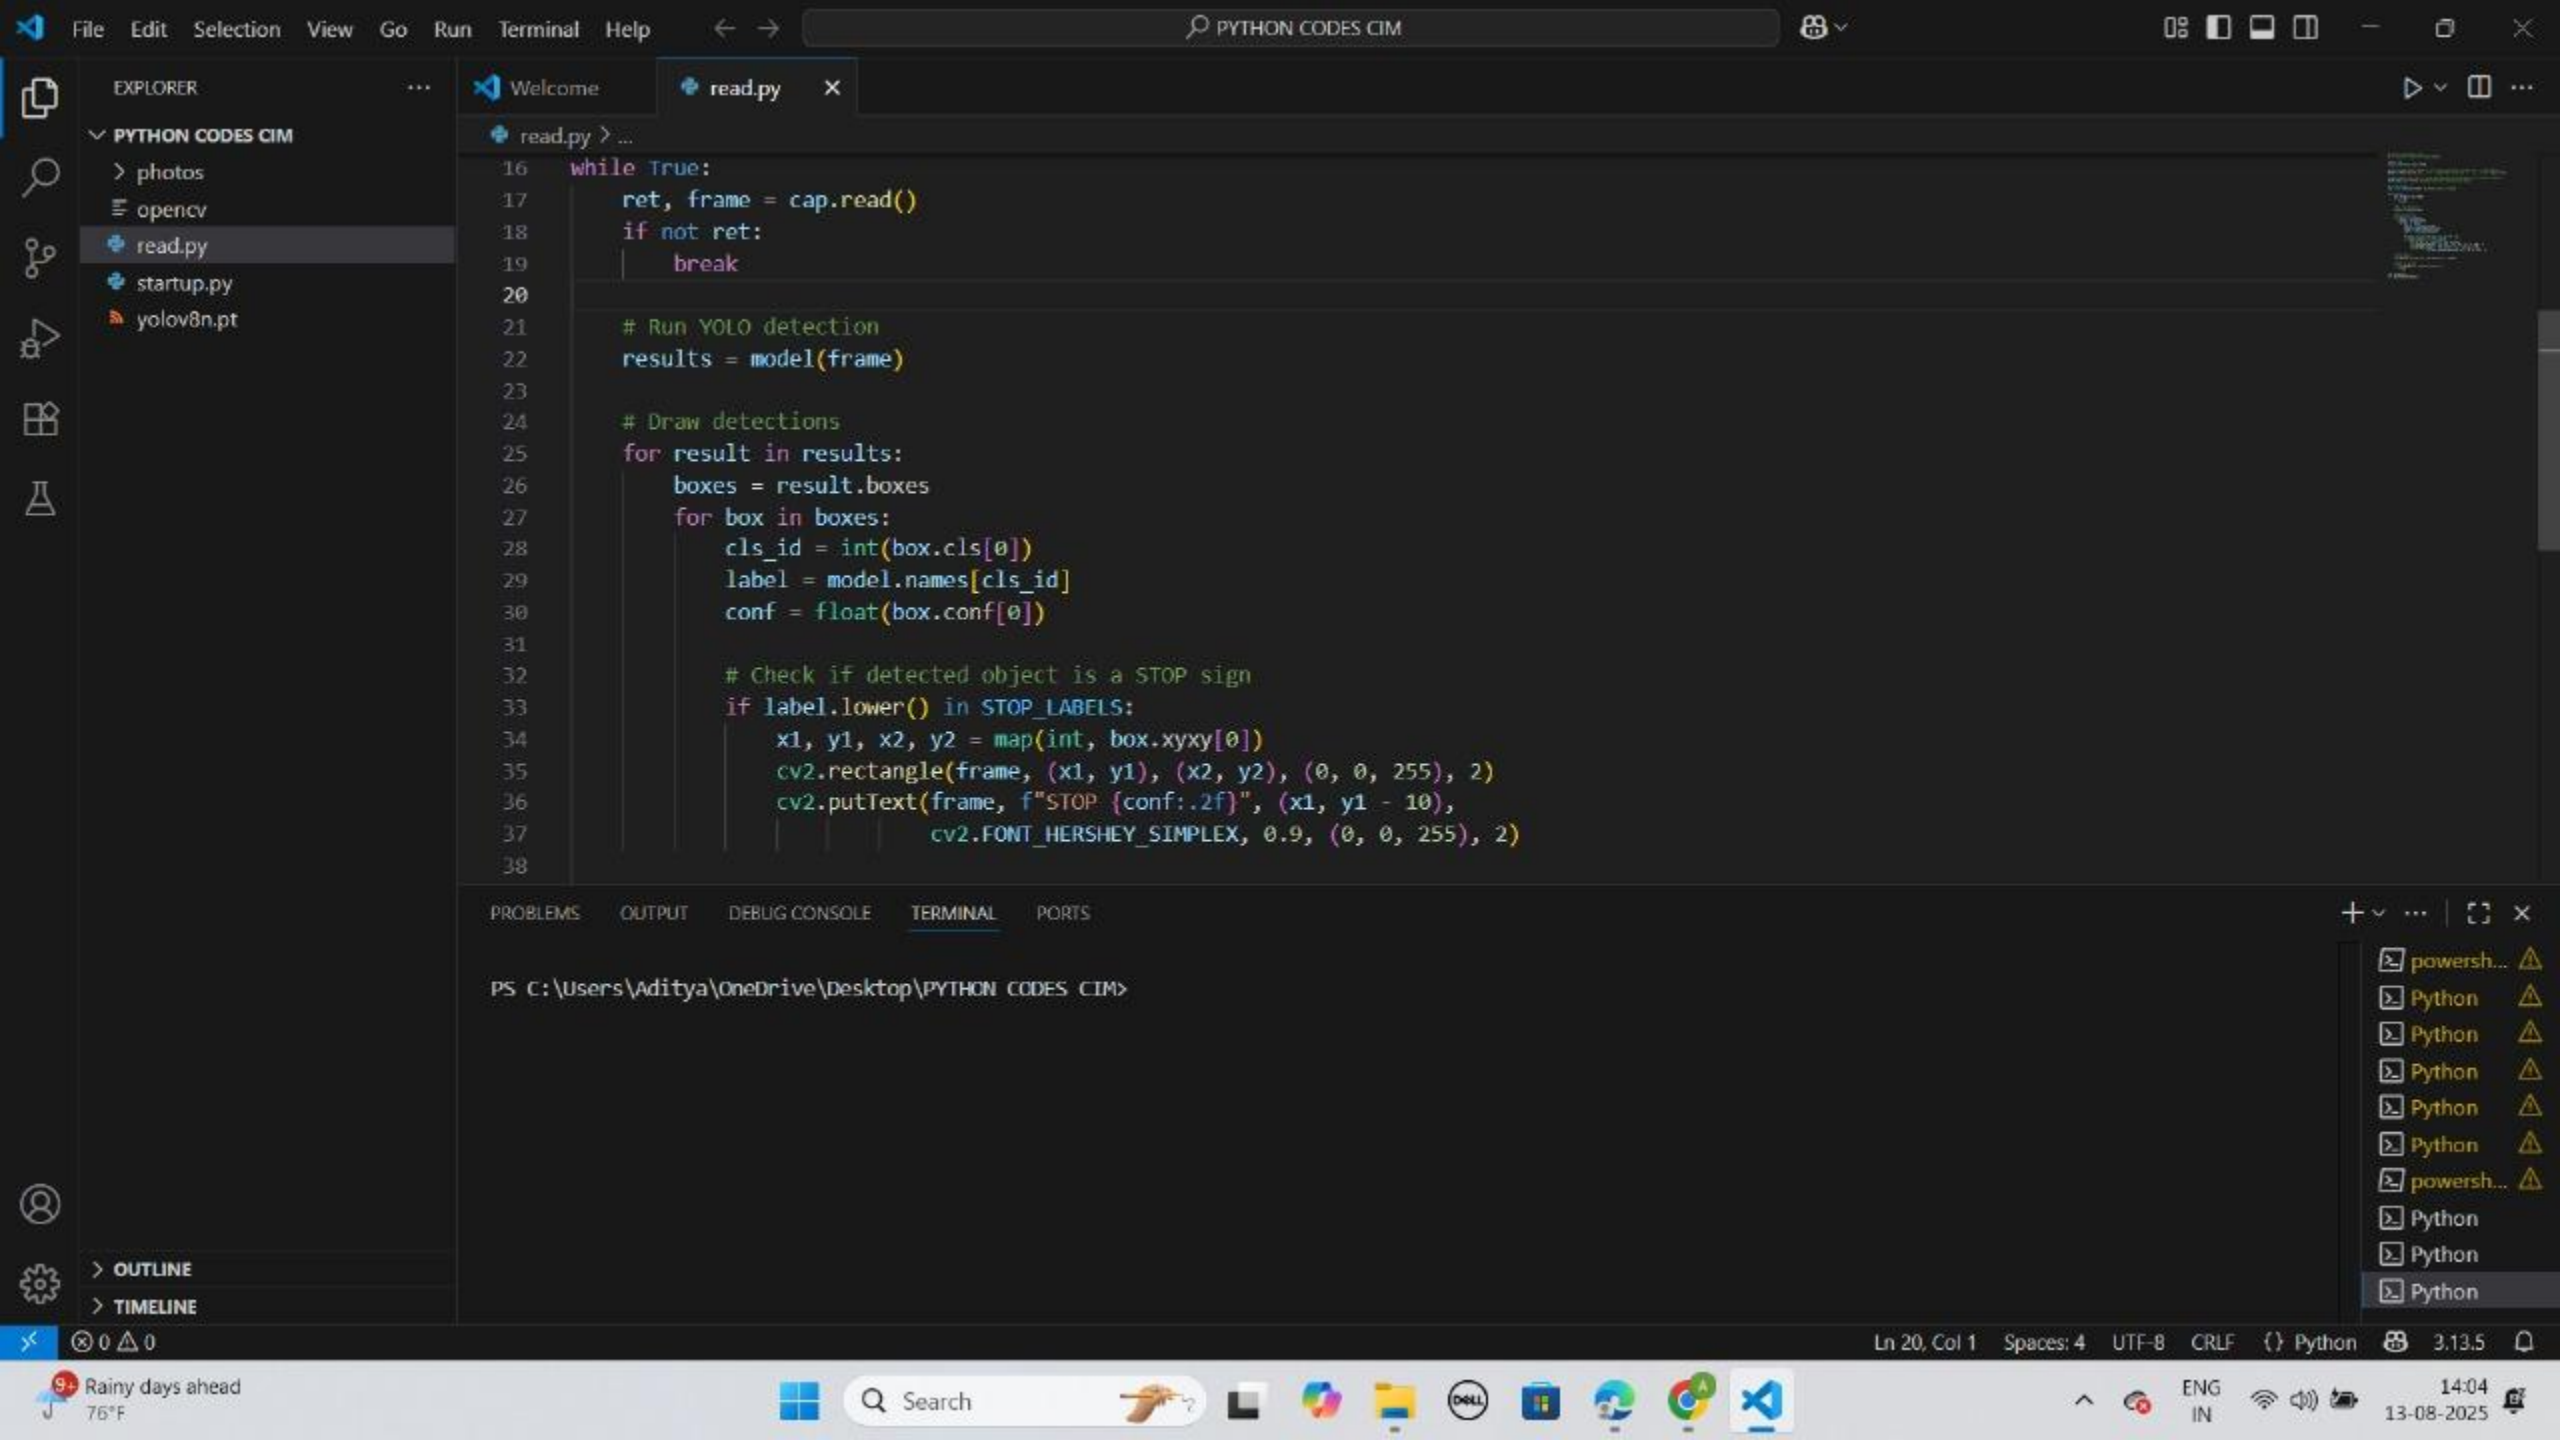 File Edit Selection View Go Run Terminal Help
PYTHON CODES CIM
EXPLORER
PYTHON CODES CIM
photos
opencv
read.py
startup.py
yolov8n.pt
OUTLINE
TIMELINE
Welcome
read.py
read.py > ...
16 while True:
17 ret, frame = cap.read()
18 if not ret:
19 break
20
21 # Run YOLO detection
22 results = model(frame)
23
24 # Draw detections
25 for result in results:
26 boxes = result.boxes
27 for box in boxes:
28 cls_id = int(box.cls[0])
29 label = model.names[cls_id]
30 conf = float(box.conf[0])
31
32 # Check if detected object is a STOP sign
33 if label.lower() in STOP_LABELS:
34 x1, y1, x2, y2 = map(int, box.xyxy[0])
35 cv2.rectangle(frame, (x1, y1), (x2, y2), (0, 0, 255), 2)
36 cv2.putText(frame, f"STOP {conf:.2f}", (x1, y1 - 10),
37 cv2.FONT_HERSHEY_SIMPLEX, 0.9, (0, 0, 255), 2)
38
PROBLEMS OUTPUT DEBUG CONSOLE TERMINAL PORTS
PS C:\Users\Aditya\OneDrive\Desktop\PYTHON CODES CIM>
powersh...
Python
Python
Python
Python
Python
powersh...
Python
Python
Python
0 0
Ln 20, Col 1 Spaces: 4 UTF-8 CRLF {} Python 3.13.5
9+
Rainy days ahead
76°F
Search
DELL
A
ENG
IN
14:04
13-08-2025